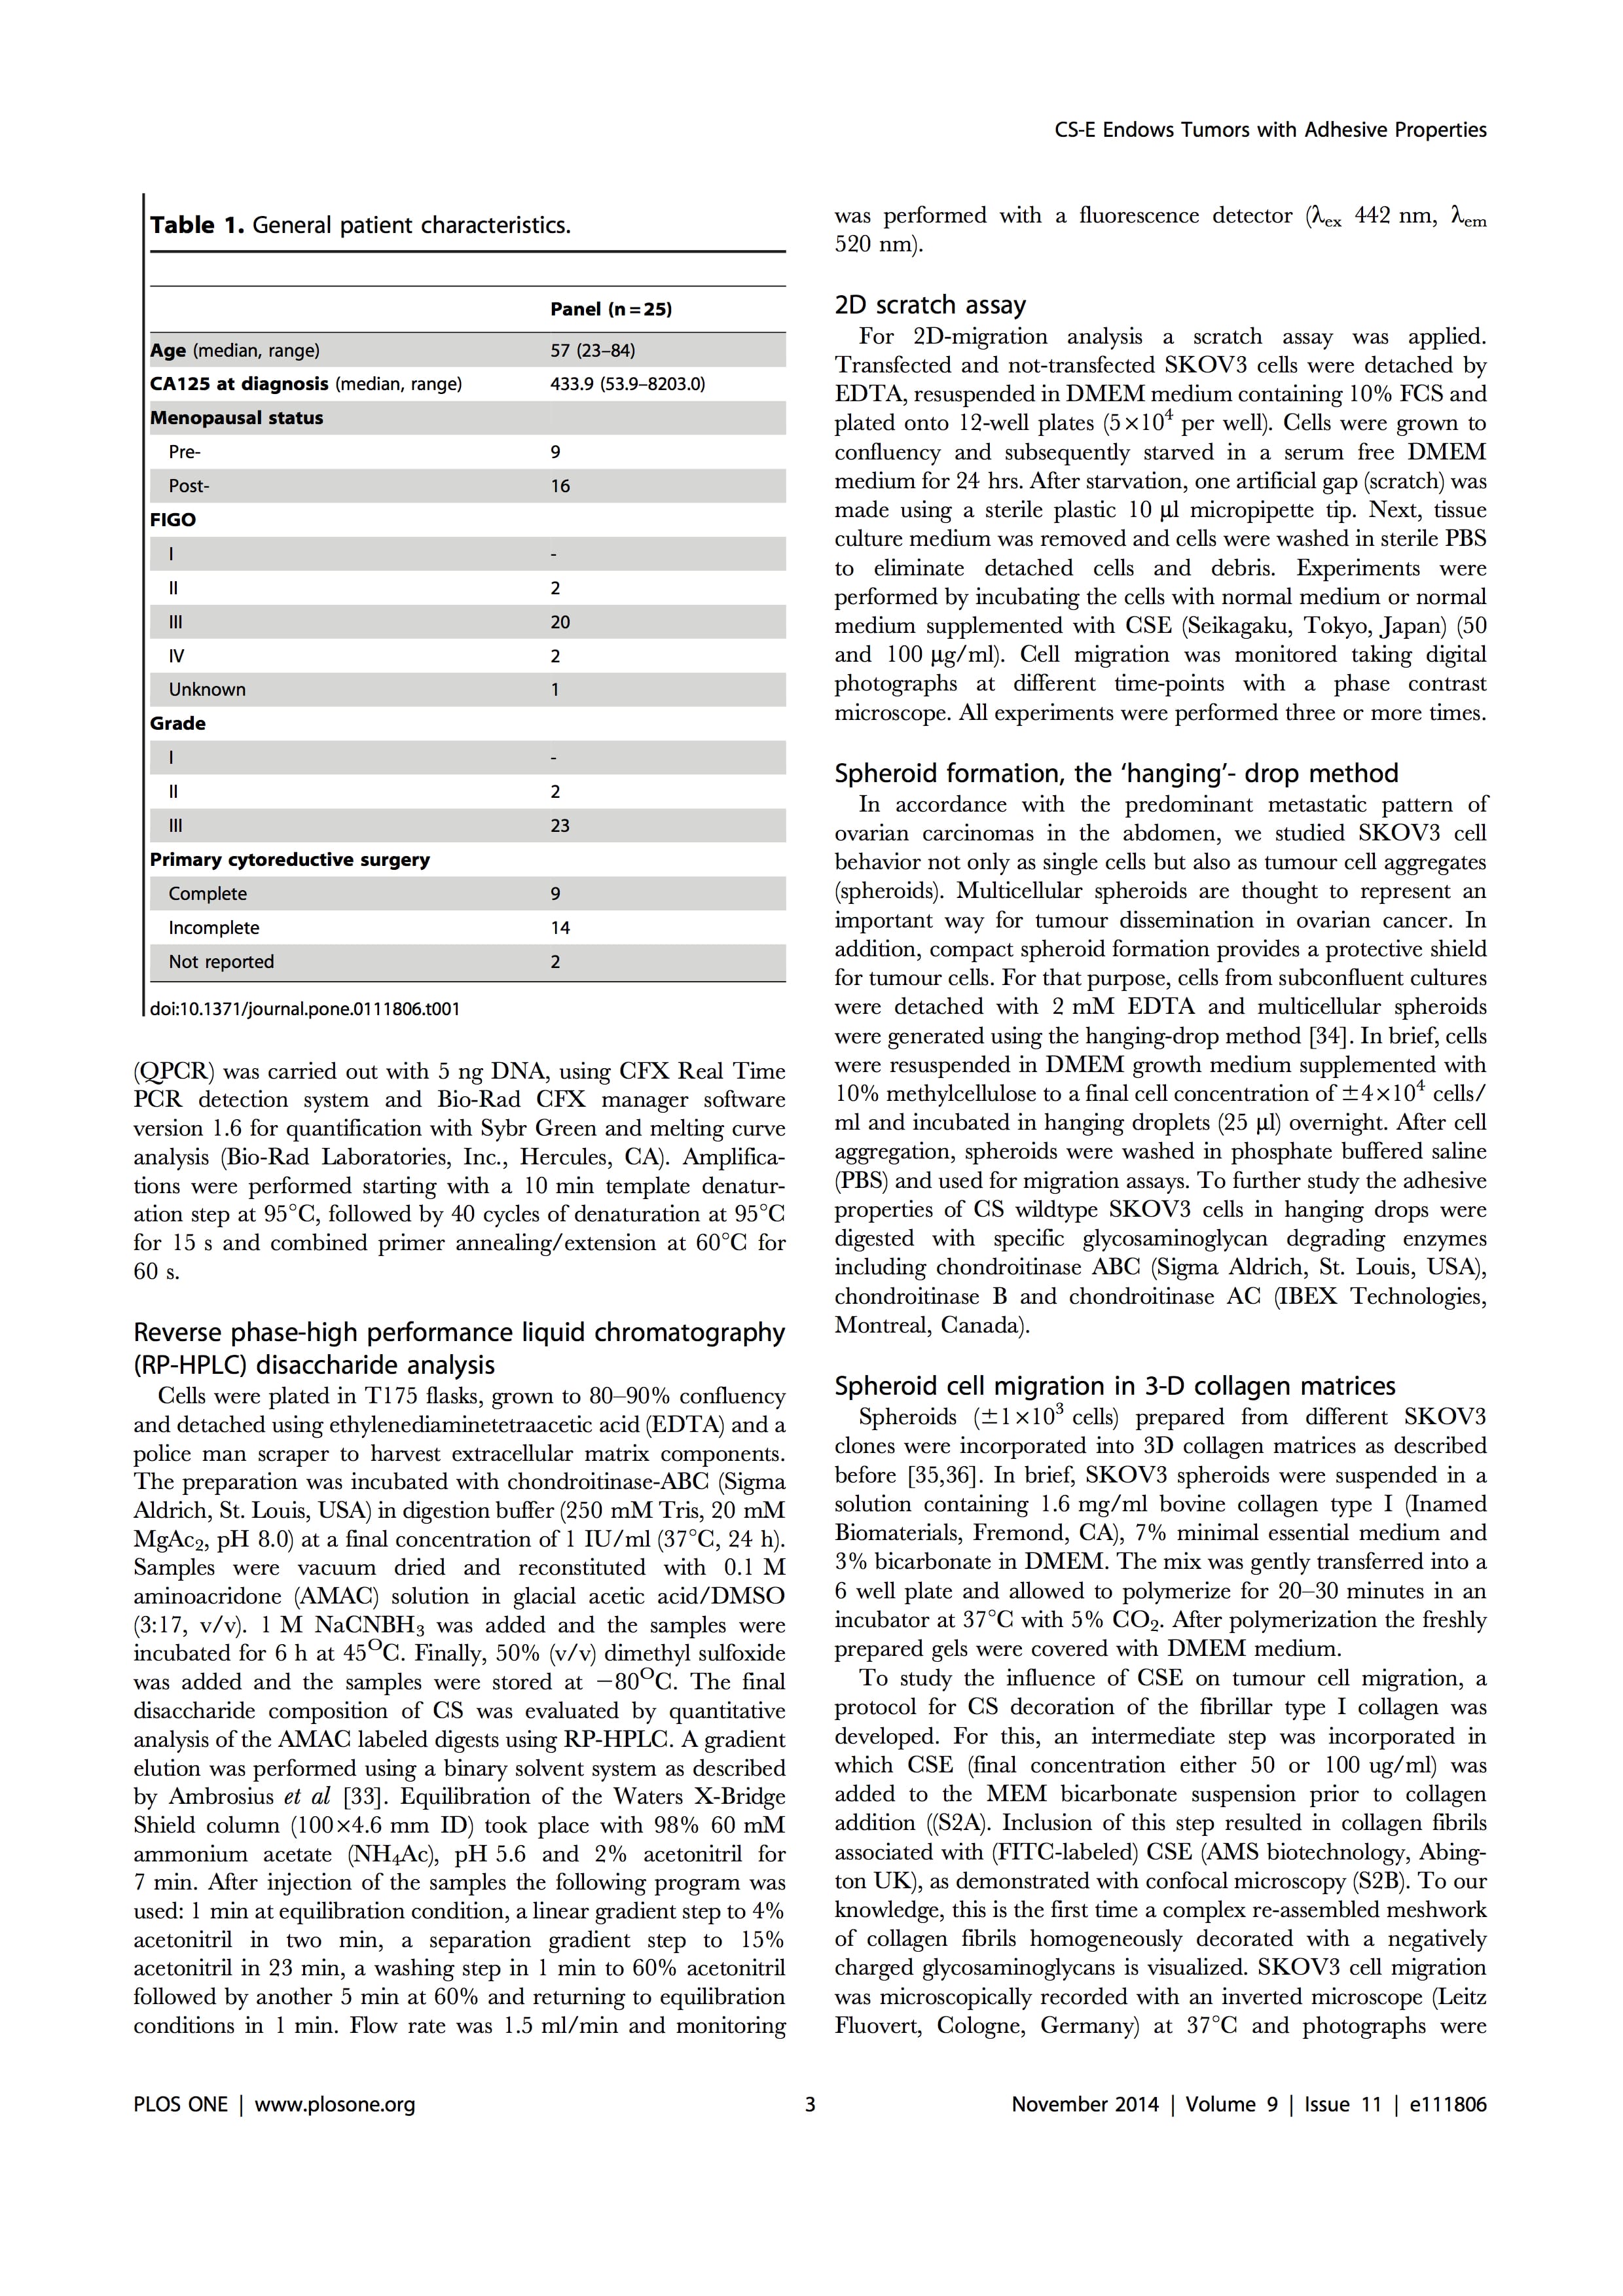 CS-E Endows Tumors with Adhesive Properties
Table 1. General patient characteristics.
Panel (n = 25)
Age (median, range) 57 (23–84)
CA125 at diagnosis (median, range) 433.9 (53.9–8203.0)
Menopausal status
Pre- 9
Post- 16
FIGO
I -
II 2
III 20
IV 2
Unknown 1
Grade
I -
II 2
III 23
Primary cytoreductive surgery
Complete 9
Incomplete 14
Not reported 2
doi:10.1371/journal.pone.0111806.t001
(QPCR) was carried out with 5 ng DNA, using CFX Real Time
PCR detection system and Bio-Rad CFX manager software
version 1.6 for quantification with Sybr Green and melting curve
analysis (Bio-Rad Laboratories, Inc., Hercules, CA). Amplifica-
tions were performed starting with a 10 min template denatur-
ation step at 95°C, followed by 40 cycles of denaturation at 95°C
for 15 s and combined primer annealing/extension at 60°C for
60 s.
Reverse phase-high performance liquid chromatography
(RP-HPLC) disaccharide analysis
Cells were plated in T175 flasks, grown to 80–90% confluency
and detached using ethylenediaminetetraacetic acid (EDTA) and a
police man scraper to harvest extracellular matrix components.
The preparation was incubated with chondroitinase-ABC (Sigma
Aldrich, St. Louis, USA) in digestion buffer (250 mM Tris, 20 mM
MgAc₂, pH 8.0) at a final concentration of 1 IU/ml (37°C, 24 h).
Samples were vacuum dried and reconstituted with 0.1 M
aminoacridone (AMAC) solution in glacial acetic acid/DMSO
(3:17, v/v). 1 M NaCNBH₃ was added and the samples were
incubated for 6 h at 45°C. Finally, 50% (v/v) dimethyl sulfoxide
was added and the samples were stored at −80°C. The final
disaccharide composition of CS was evaluated by quantitative
analysis of the AMAC labeled digests using RP-HPLC. A gradient
elution was performed using a binary solvent system as described
by Ambrosius et al [33]. Equilibration of the Waters X-Bridge
Shield column (100×4.6 mm ID) took place with 98% 60 mM
ammonium acetate (NH₄Ac), pH 5.6 and 2% acetonitril for
7 min. After injection of the samples the following program was
used: 1 min at equilibration condition, a linear gradient step to 4%
acetonitril in two min, a separation gradient step to 15%
acetonitril in 23 min, a washing step in 1 min to 60% acetonitril
followed by another 5 min at 60% and returning to equilibration
conditions in 1 min. Flow rate was 1.5 ml/min and monitoring
was performed with a fluorescence detector (λex 442 nm, λem
520 nm).
2D scratch assay
For 2D-migration analysis a scratch assay was applied.
Transfected and not-transfected SKOV3 cells were detached by
EDTA, resuspended in DMEM medium containing 10% FCS and
plated onto 12-well plates (5×10⁴ per well). Cells were grown to
confluency and subsequently starved in a serum free DMEM
medium for 24 hrs. After starvation, one artificial gap (scratch) was
made using a sterile plastic 10 μl micropipette tip. Next, tissue
culture medium was removed and cells were washed in sterile PBS
to eliminate detached cells and debris. Experiments were
performed by incubating the cells with normal medium or normal
medium supplemented with CSE (Seikagaku, Tokyo, Japan) (50
and 100 μg/ml). Cell migration was monitored taking digital
photographs at different time-points with a phase contrast
microscope. All experiments were performed three or more times.
Spheroid formation, the ‘hanging’- drop method
In accordance with the predominant metastatic pattern of
ovarian carcinomas in the abdomen, we studied SKOV3 cell
behavior not only as single cells but also as tumour cell aggregates
(spheroids). Multicellular spheroids are thought to represent an
important way for tumour dissemination in ovarian cancer. In
addition, compact spheroid formation provides a protective shield
for tumour cells. For that purpose, cells from subconfluent cultures
were detached with 2 mM EDTA and multicellular spheroids
were generated using the hanging-drop method [34]. In brief, cells
were resuspended in DMEM growth medium supplemented with
10% methylcellulose to a final cell concentration of ±4×10⁴ cells/
ml and incubated in hanging droplets (25 μl) overnight. After cell
aggregation, spheroids were washed in phosphate buffered saline
(PBS) and used for migration assays. To further study the adhesive
properties of CS wildtype SKOV3 cells in hanging drops were
digested with specific glycosaminoglycan degrading enzymes
including chondroitinase ABC (Sigma Aldrich, St. Louis, USA),
chondroitinase B and chondroitinase AC (IBEX Technologies,
Montreal, Canada).
Spheroid cell migration in 3-D collagen matrices
Spheroids (±1×10³ cells) prepared from different SKOV3
clones were incorporated into 3D collagen matrices as described
before [35,36]. In brief, SKOV3 spheroids were suspended in a
solution containing 1.6 mg/ml bovine collagen type I (Inamed
Biomaterials, Fremond, CA), 7% minimal essential medium and
3% bicarbonate in DMEM. The mix was gently transferred into a
6 well plate and allowed to polymerize for 20–30 minutes in an
incubator at 37°C with 5% CO₂. After polymerization the freshly
prepared gels were covered with DMEM medium.
To study the influence of CSE on tumour cell migration, a
protocol for CS decoration of the fibrillar type I collagen was
developed. For this, an intermediate step was incorporated in
which CSE (final concentration either 50 or 100 ug/ml) was
added to the MEM bicarbonate suspension prior to collagen
addition ((S2A). Inclusion of this step resulted in collagen fibrils
associated with (FITC-labeled) CSE (AMS biotechnology, Abing-
ton UK), as demonstrated with confocal microscopy (S2B). To our
knowledge, this is the first time a complex re-assembled meshwork
of collagen fibrils homogeneously decorated with a negatively
charged glycosaminoglycans is visualized. SKOV3 cell migration
was microscopically recorded with an inverted microscope (Leitz
Fluovert, Cologne, Germany) at 37°C and photographs were
PLOS ONE | www.plosone.org 3 November 2014 | Volume 9 | Issue 11 | e111806